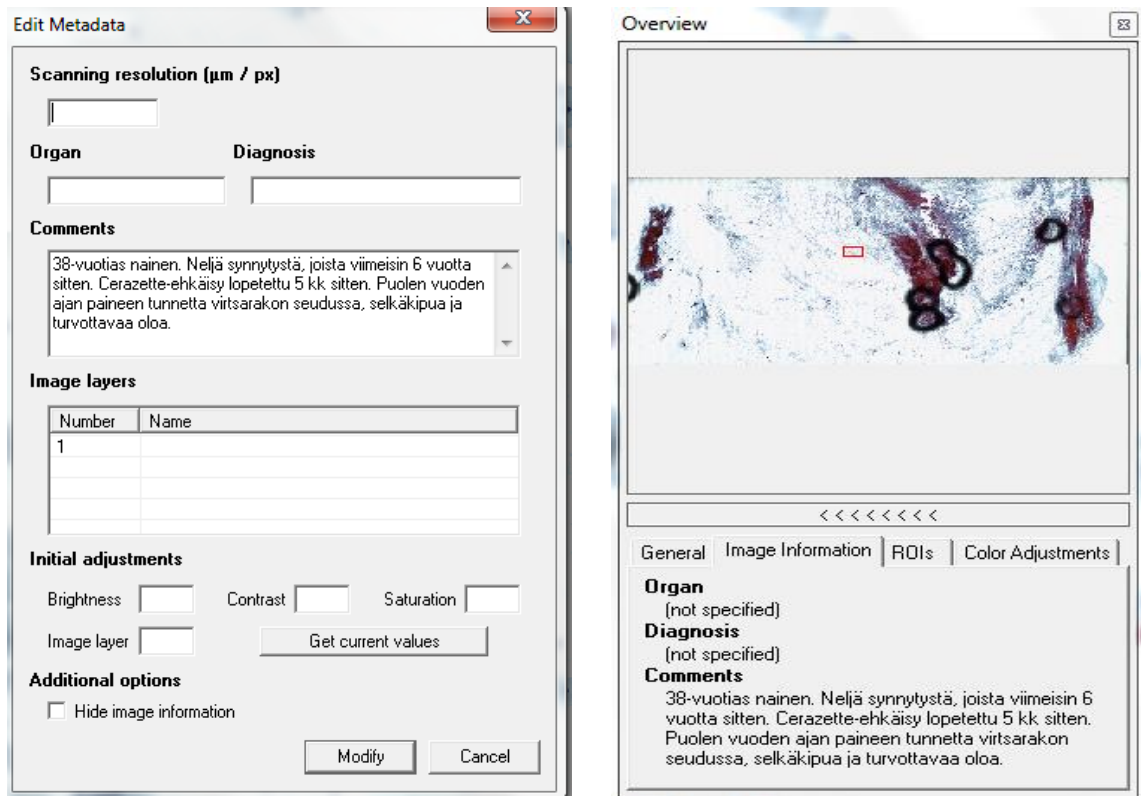 Edit Metadata
Scanning resolution (µm / px)
Organ Diagnosis
Comments
38-vuotias nainen. Neljä synnytystä, joista viimeisin 6 vuotta
sitten. Cerazette-ehkäisy lopetettu 5 kk sitten. Puolen vuoden
ajan paineen tunnetta virtsarakon seudussa, selkäkipua ja
turvottavaa oloa.
Image layers
Number Name
1
Initial adjustments
Brightness Contrast Saturation
Image layer Get current values
Additional options
Hide image information
Modify Cancel
Overview
< < < < < < < <
General Image Information ROIs Color Adjustments
Organ
(not specified)
Diagnosis
(not specified)
Comments
38-vuotias nainen. Neljä synnytystä, joista viimeisin 6
vuotta sitten. Cerazette-ehkäisy lopetettu 5 kk sitten.
Puolen vuoden ajan paineen tunnetta virtsarakon
seudussa, selkäkipua ja turvottavaa oloa.